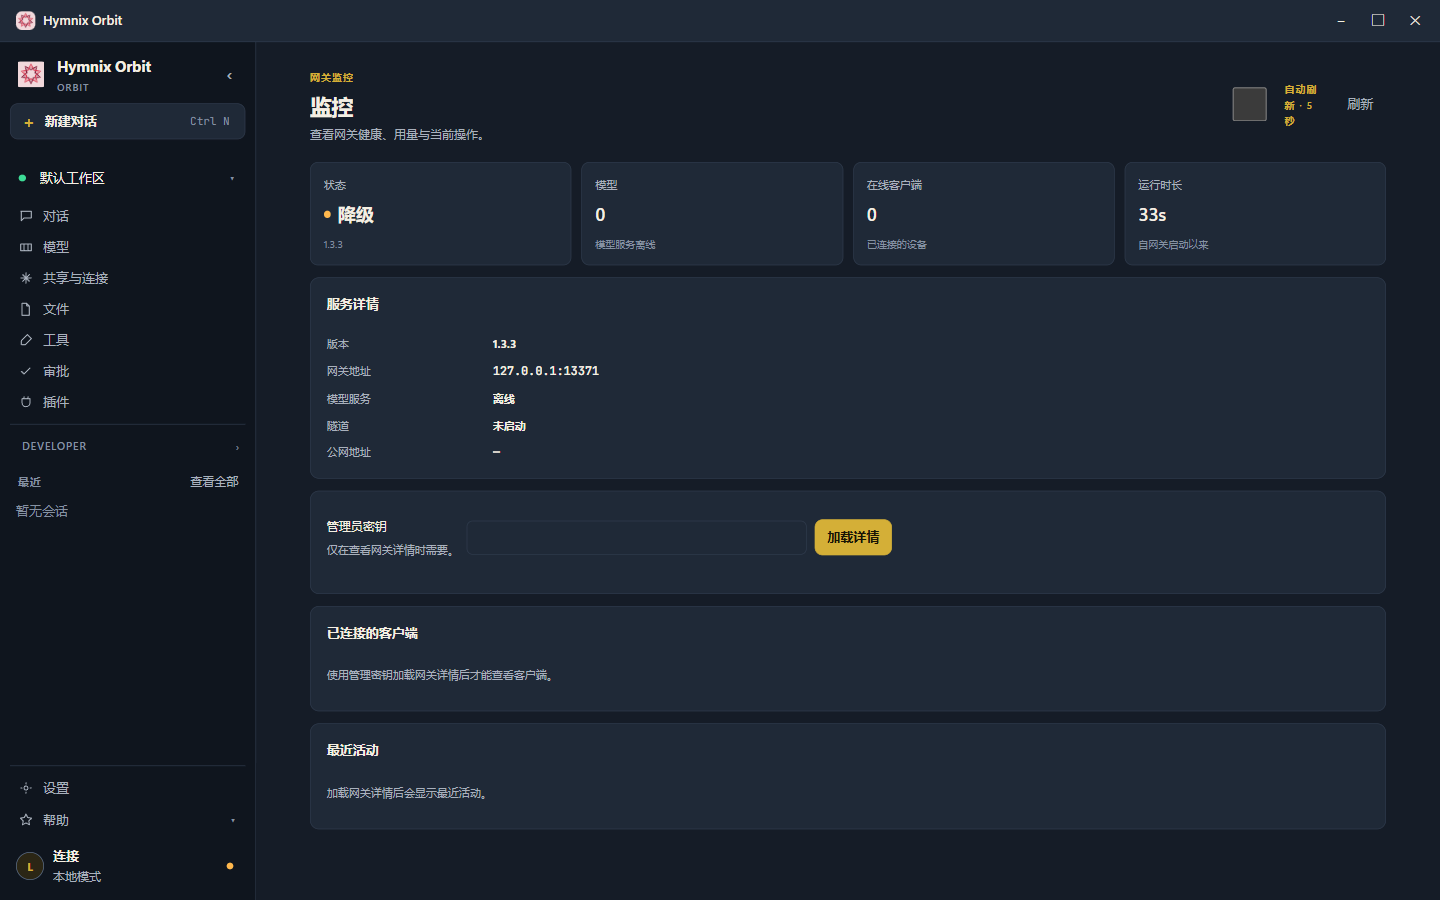 Hymnix Orbit
Hymnix Orbit
ORBIT
+ 新建对话 Ctrl N
默认工作区
对话
模型
共享与连接
文件
工具
审批
插件
DEVELOPER
最近 查看全部
暂无会话
设置
帮助
L
连接
本地模式
网关监控
监控
查看网关健康、用量与当前操作。
自动刷
新 · 5
秒
刷新
状态
降级
1.3.3
模型
0
模型服务离线
在线客户端
0
已连接的设备
运行时长
33s
自网关启动以来
服务详情
版本 1.3.3
网关地址 127.0.0.1:13371
模型服务 离线
隧道 未启动
公网地址 —
管理员密钥
仅在查看网关详情时需要。
加载详情
已连接的客户端
使用管理密钥加载网关详情后才能查看客户端。
最近活动
加载网关详情后会显示最近活动。